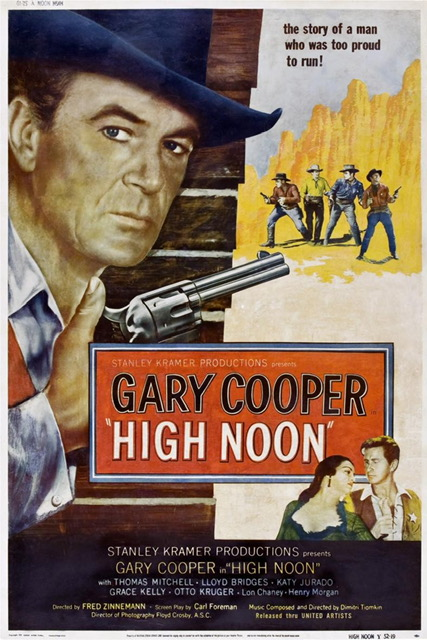 the story of a man
who was too proud
to run!
STANLEY KRAMER PRODUCTIONS presents
GARY COOPER
"HIGH NOON"
STANLEY KRAMER PRODUCTIONS presents
GARY COOPER in "HIGH NOON"
with THOMAS MITCHELL · LLOYD BRIDGES · KATY JURADO
GRACE KELLY · OTTO KRUGER · Lon Chaney · Henry Morgan
Directed by FRED ZINNEMANN · Screen Play by Carl Foreman
Director of Photography Floyd Crosby, A.S.C.
Music Composed and Directed by Dimitri Tiomkin
Released thru UNITED ARTISTS
HIGH NOON